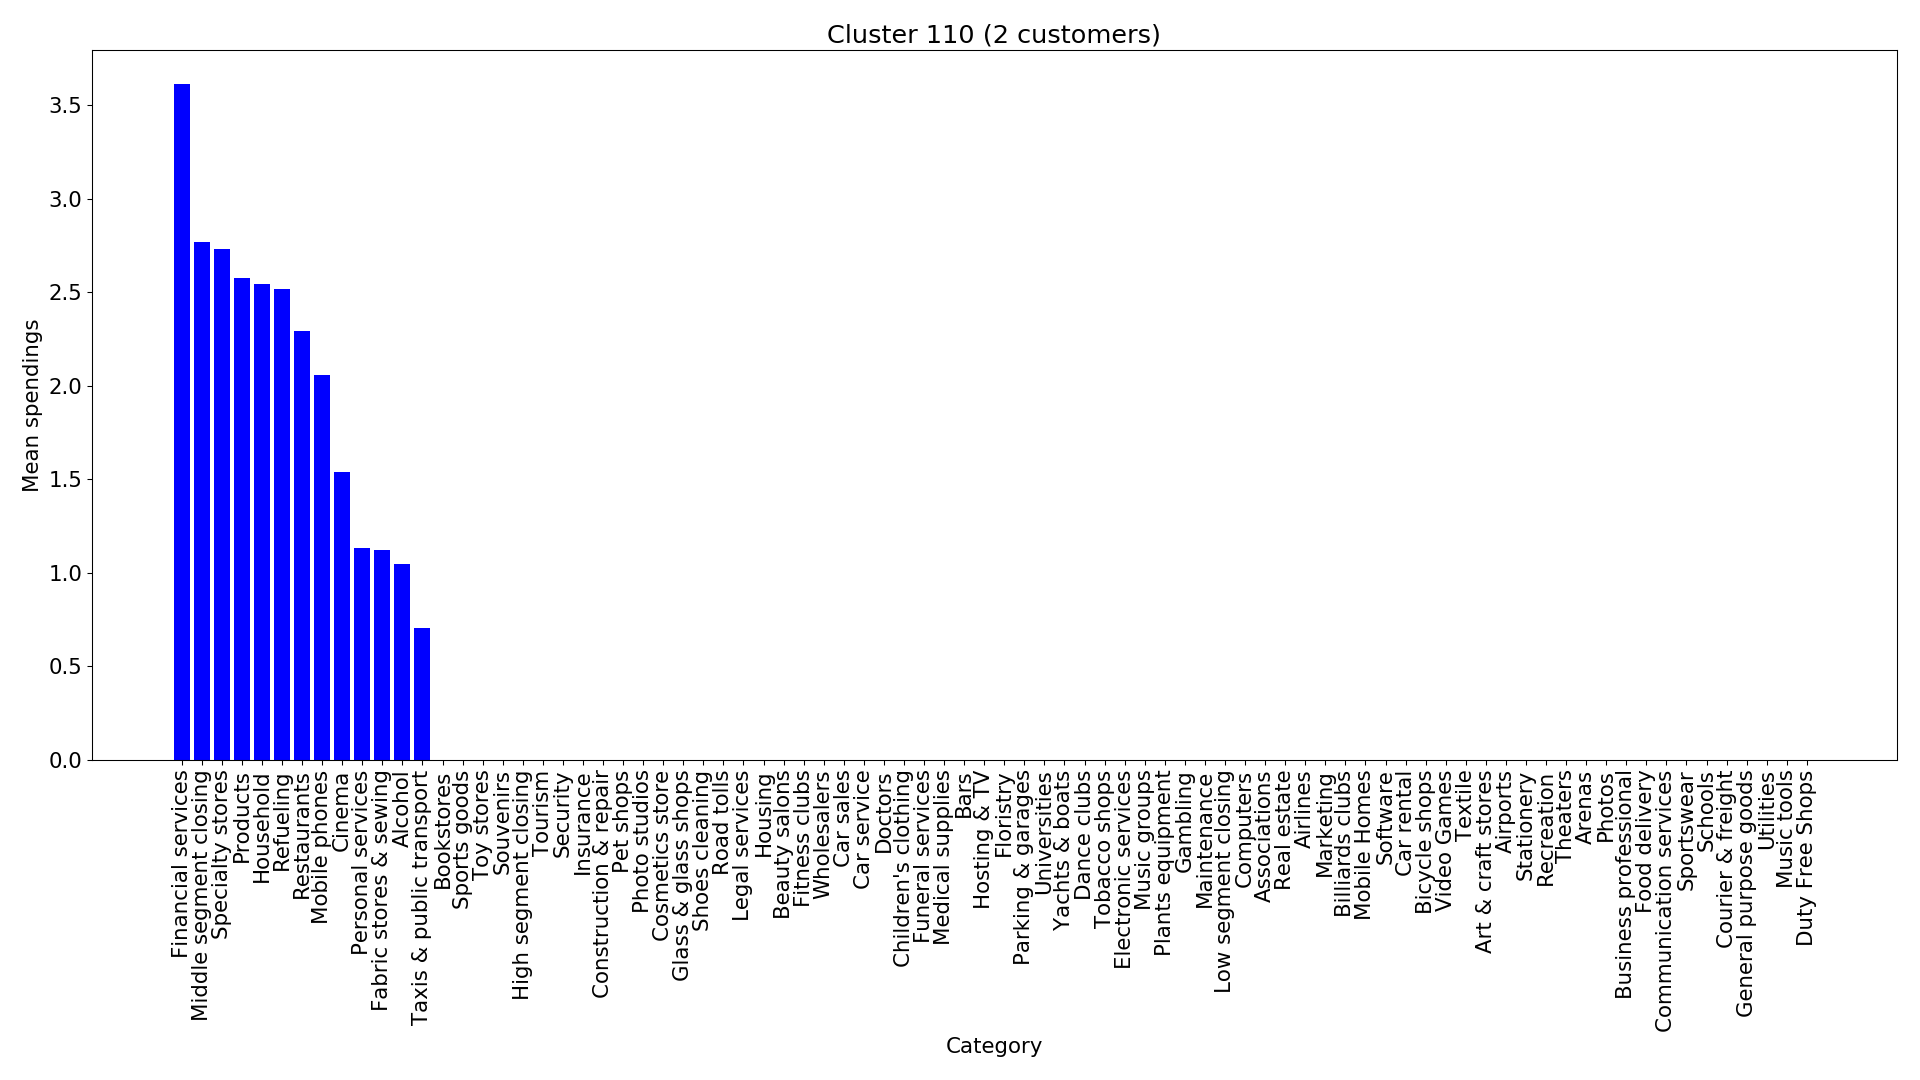 Cluster 110 (2 customers)
Mean spendings
3.5
3.0
2.5
2.0
1.5
1.0
0.5
0.0
Financial services
Middle segment closing
Specialty stores
Products
Household
Refueling
Restaurants
Mobile phones
Cinema
Personal services
Fabric stores & sewing
Alcohol
Taxis & public transport
Bookstores
Sports goods
Toy stores
Souvenirs
High segment closing
Tourism
Security
Insurance
Construction & repair
Pet shops
Photo studios
Cosmetics store
Glass & glass shops
Shoes cleaning
Road tolls
Legal services
Housing
Beauty salons
Fitness clubs
Wholesalers
Car sales
Car service
Doctors
Children's clothing
Funeral services
Medical supplies
Bars
Hosting & TV
Floristry
Parking & garages
Universities
Yachts & boats
Dance clubs
Tobacco shops
Electronic services
Music groups
Plants equipment
Gambling
Maintenance
Low segment closing
Computers
Associations
Real estate
Airlines
Marketing
Billiards clubs
Mobile Homes
Software
Car rental
Bicycle shops
Video Games
Textile
Art & craft stores
Airports
Stationery
Recreation
Theaters
Arenas
Photos
Business professional
Food delivery
Communication services
Sportswear
Schools
Courier & freight
General purpose goods
Utilities
Music tools
Duty Free Shops
Category